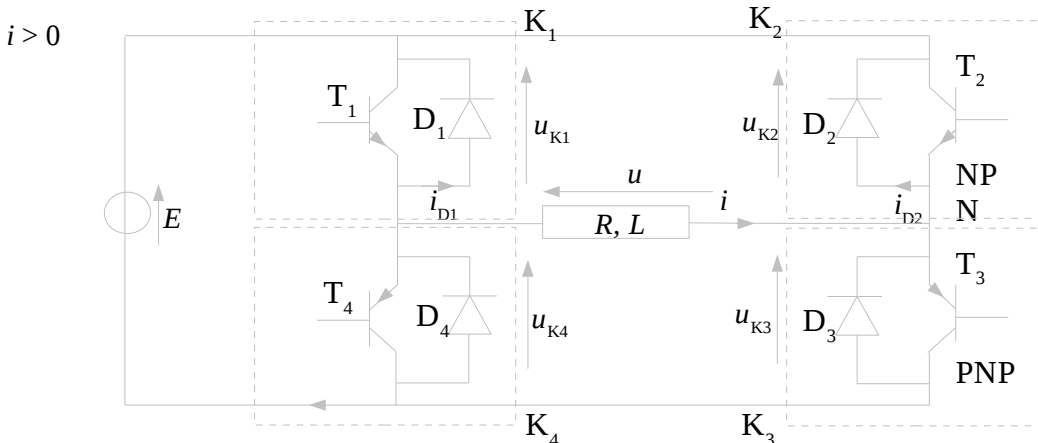 i > 0
K1
K2
T1
D1
uK1
uK2
D2
T2
u
NP
N
E
iD1
R, L
i
iD2
T4
D4
uK4
uK3
D3
T3
PNP
K4
K3